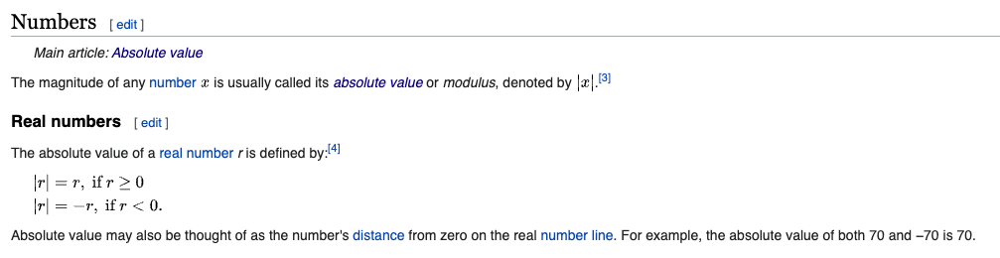 Numbers [ edit ]
Main article: Absolute value
The magnitude of any number x is usually called its absolute value or modulus, denoted by |x|.[3]
Real numbers [ edit ]
The absolute value of a real number r is defined by:[4]
|r| = r, if r ≥ 0
|r| = −r, if r < 0.
Absolute value may also be thought of as the number's distance from zero on the real number line. For example, the absolute value of both 70 and −70 is 70.